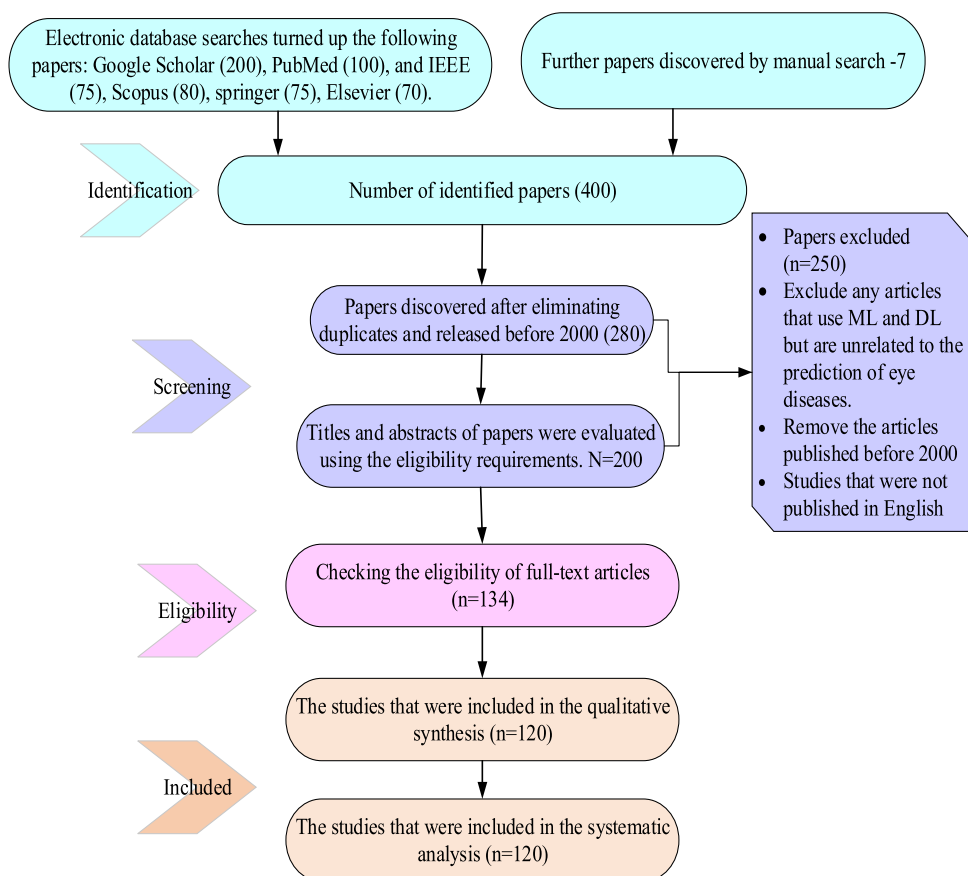 Electronic database searches turned up the following
papers: Google Scholar (200), PubMed (100), and IEEE
(75), Scopus (80), springer (75), Elsevier (70).
Further papers discovered by manual search -7
Identification
Number of identified papers (400)
Papers discovered after eliminating
duplicates and released before 2000 (280)
Screening
Titles and abstracts of papers were evaluated
using the eligibility requirements. N=200
• Papers excluded
(n=250)
• Exclude any articles
that use ML and DL
but are unrelated to the
prediction of eye
diseases.
• Remove the articles
published before 2000
• Studies that were not
published in English
Checking the eligibility of full-text articles
(n=134)
Eligibility
The studies that were included in the qualitative
synthesis (n=120)
Included
The studies that were included in the systematic
analysis (n=120)